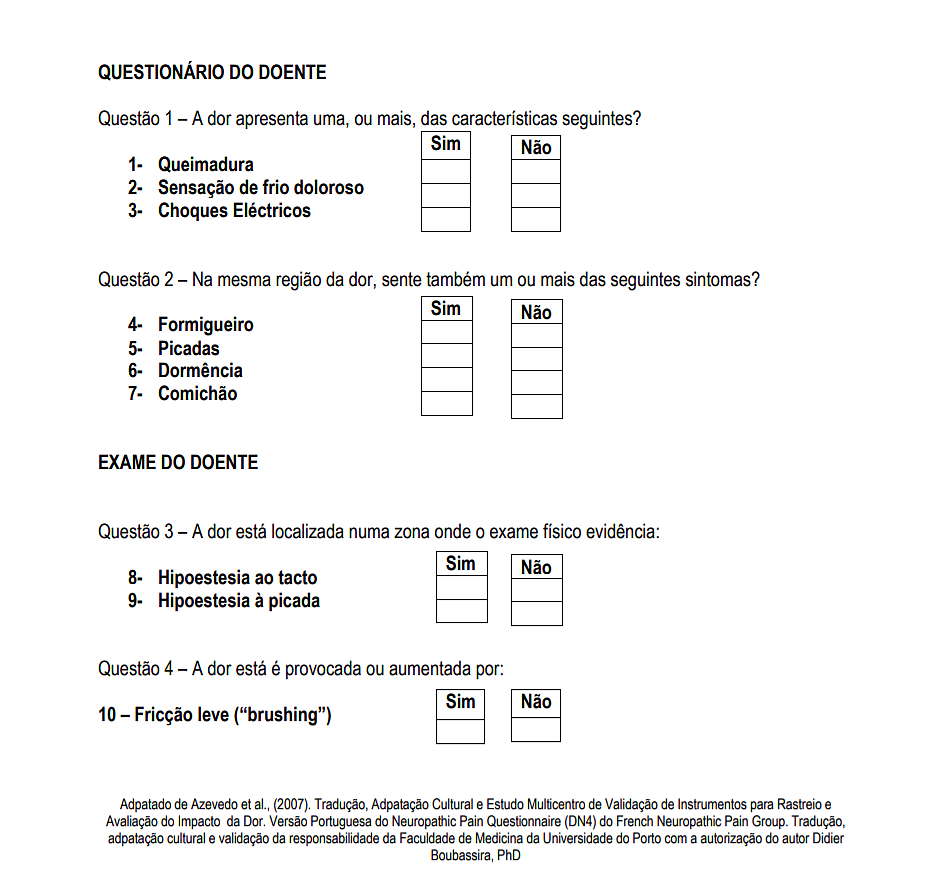 QUESTIONÁRIO DO DOENTE
Questão 1 – A dor apresenta uma, ou mais, das características seguintes?
Sim Não
1- Queimadura
2- Sensação de frio doloroso
3- Choques Eléctricos
Questão 2 – Na mesma região da dor, sente também um ou mais das seguintes sintomas?
Sim Não
4- Formigueiro
5- Picadas
6- Dormência
7- Comichão
EXAME DO DOENTE
Questão 3 – A dor está localizada numa zona onde o exame físico evidência:
Sim Não
8- Hipoestesia ao tacto
9- Hipoestesia à picada
Questão 4 – A dor está é provocada ou aumentada por:
Sim Não
10 – Fricção leve (“brushing”)
Adpatado de Azevedo et al., (2007). Tradução, Adpatação Cultural e Estudo Multicentro de Validação de Instrumentos para Rastreio e
Avaliação do Impacto da Dor. Versão Portuguesa do Neuropathic Pain Questionnaire (DN4) do French Neuropathic Pain Group. Tradução,
adpatação cultural e validação da responsabilidade da Faculdade de Medicina da Universidade do Porto com a autorização do autor Didier
Boubassira, PhD